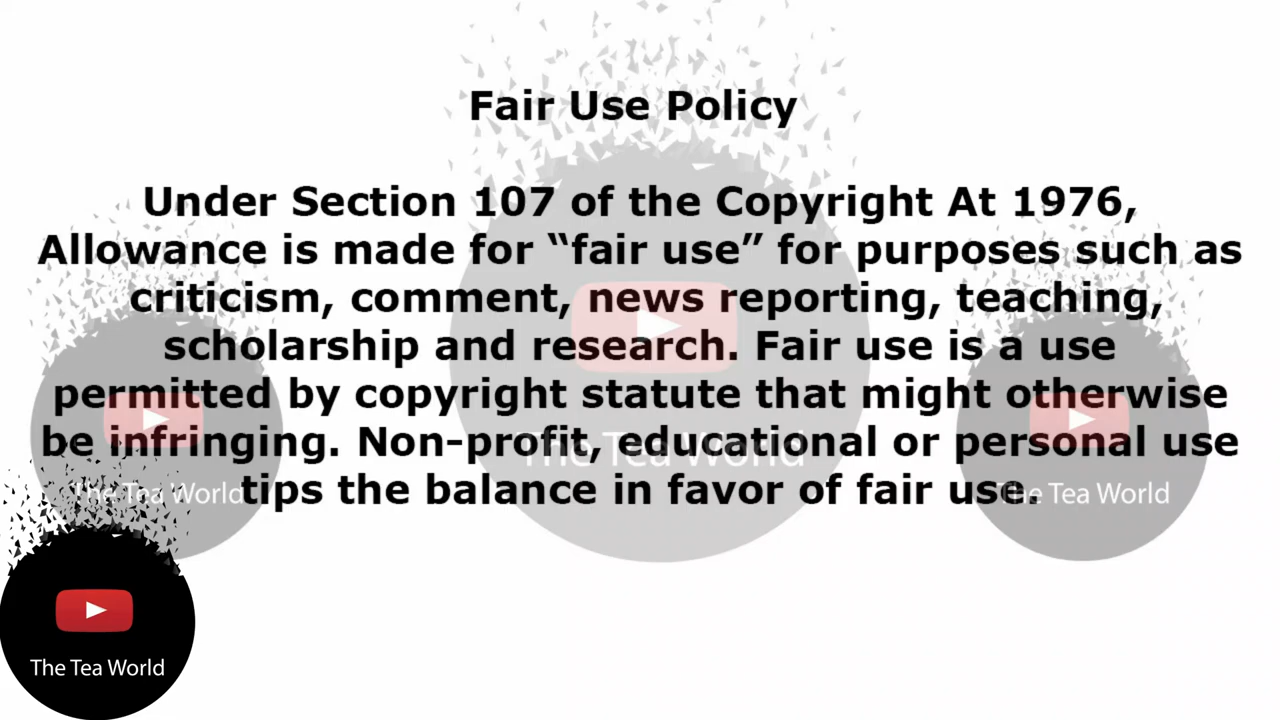 Fair Use Policy
Under Section 107 of the Copyright At 1976,
Allowance is made for “fair use” for purposes such as
criticism, comment, news reporting, teaching,
scholarship and research. Fair use is a use
permitted by copyright statute that might otherwise
be infringing. Non-profit, educational or personal use
tips the balance in favor of fair use.
The Tea World
The Tea World
The Tea World
The Tea World